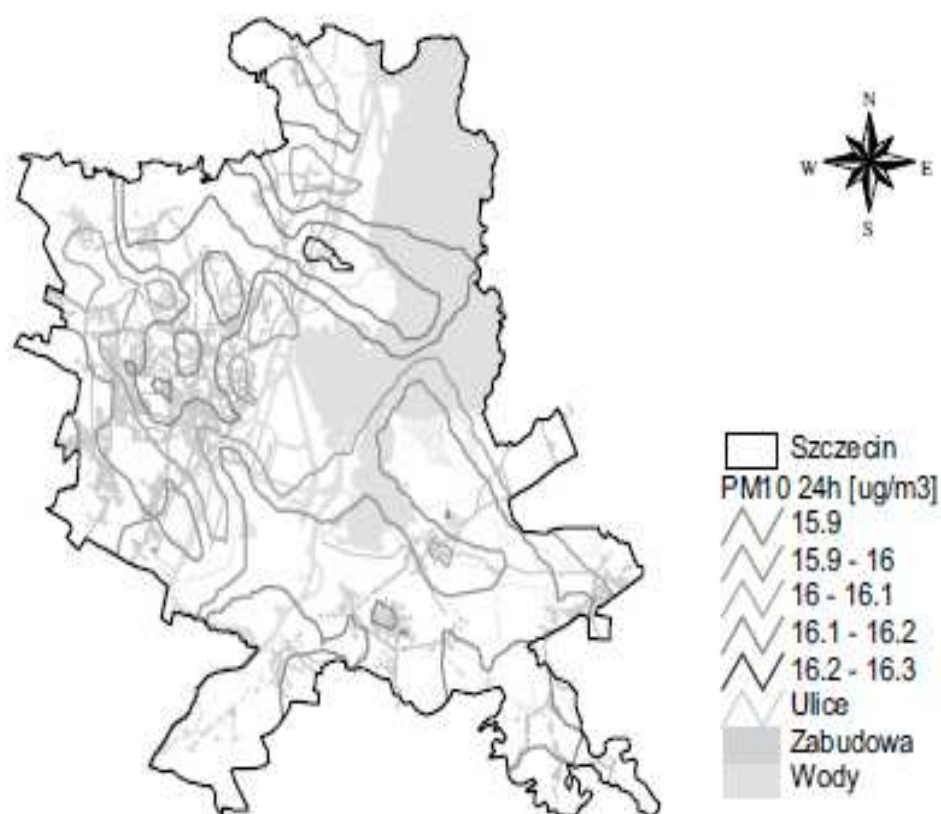 N
W E
S
Szczecin
PM10 24h [ug/m3]
15.9
15.9 - 16
16 - 16.1
16.1 - 16.2
16.2 - 16.3
Ulice
Zabudowa
Wody